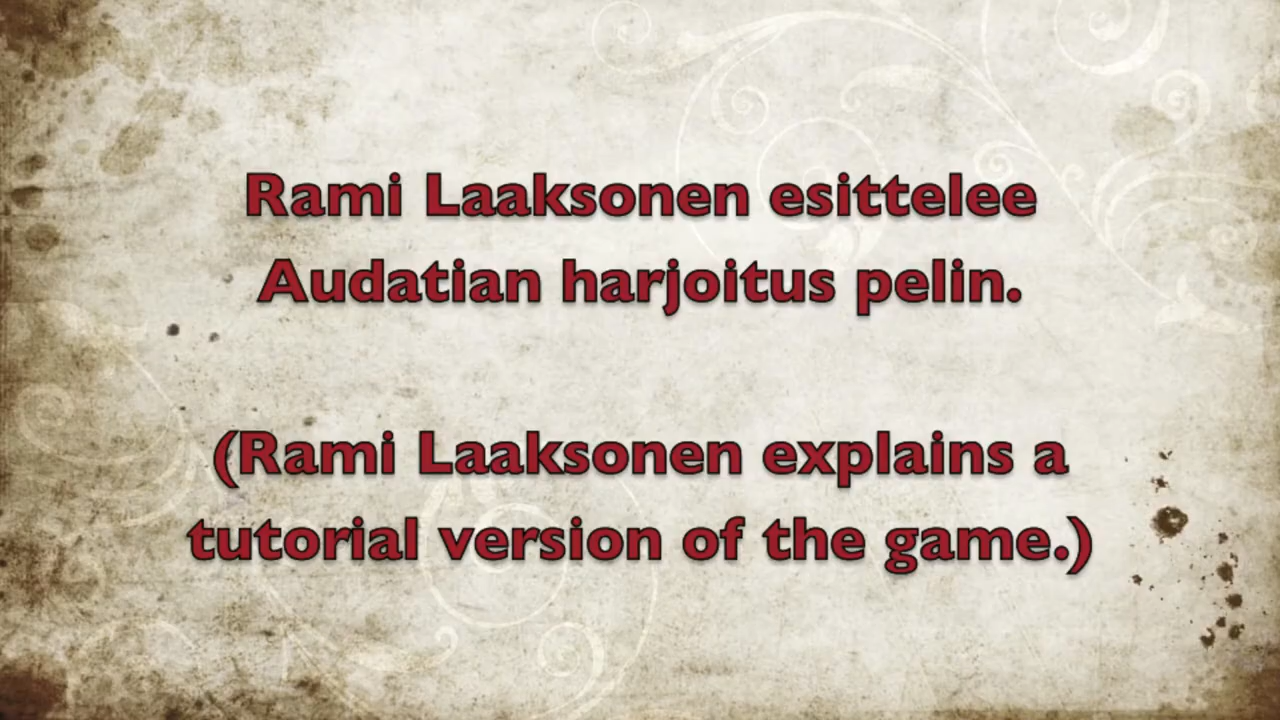 Rami Laaksonen esittelee
Audatian harjoitus pelin.
(Rami Laaksonen explains a
tutorial version of the game.)